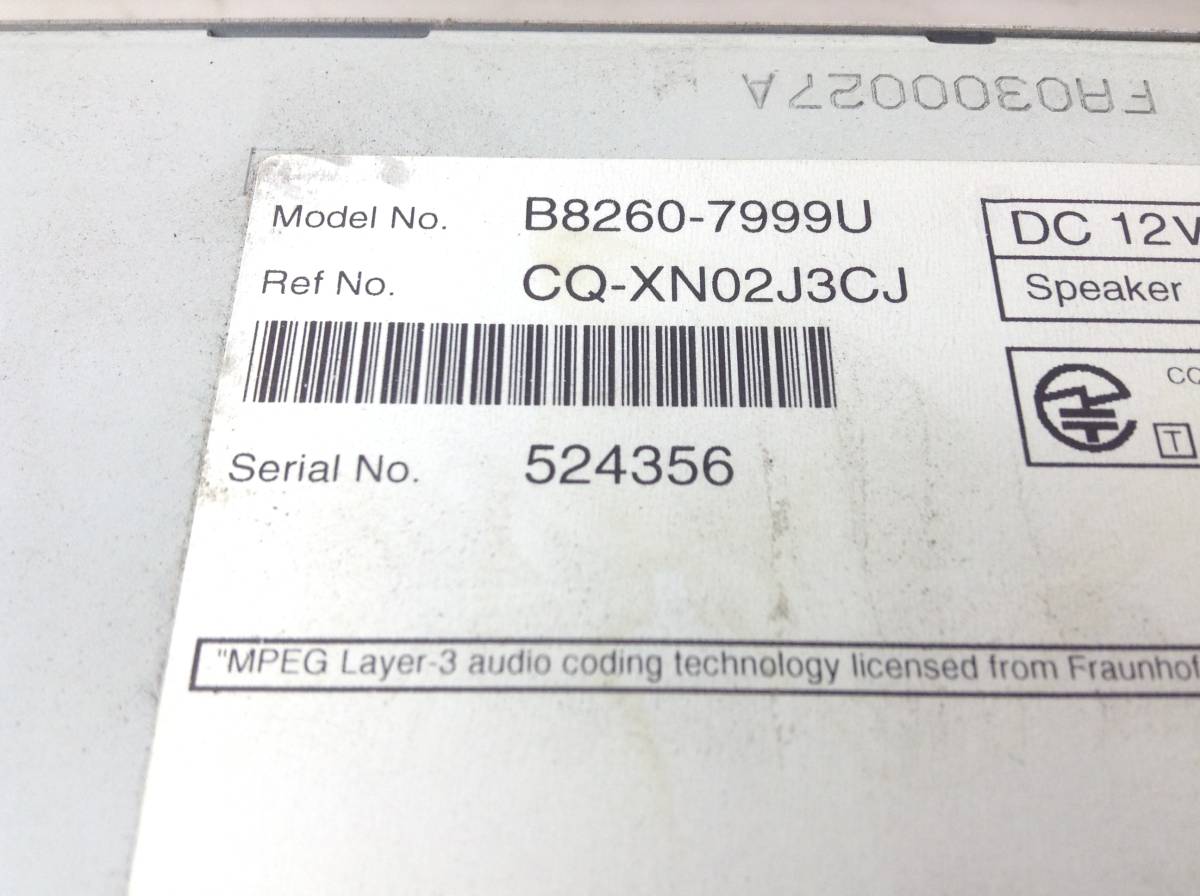 FA0300027A
Model No. B8260-7999U
Ref No. CQ-XN02J3CJ
Serial No. 524356
DC 12V
Speaker
T
"MPEG Layer-3 audio coding technology licensed from Fraunhof